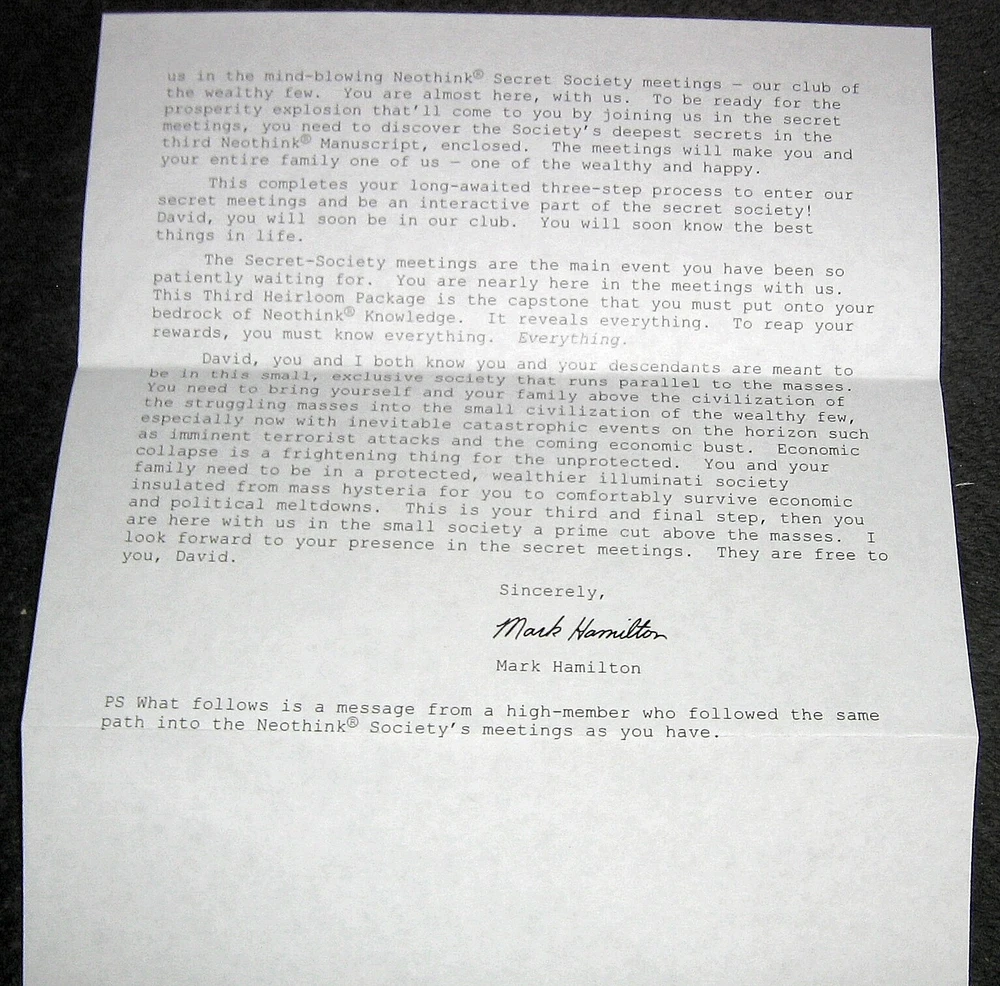 us in the mind-blowing Neothink® Secret Society meetings — our club of
the wealthy few.  You are almost here, with us.  To be ready for the
prosperity explosion that'll come to you by joining us in the secret
meetings, you need to discover the Society's deepest secrets in the
third Neothink® Manuscript, enclosed.  The meetings will make you and
your entire family one of us — one of the wealthy and happy.
This completes your long-awaited three-step process to enter our
secret meetings and be an interactive part of the secret society!
David, you will soon be in our club.  You will soon know the best
things in life.
The Secret-Society meetings are the main event you have been so
patiently waiting for.  You are nearly here in the meetings with us.
This Third Heirloom Package is the capstone that you must put onto your
bedrock of Neothink® Knowledge.  It reveals everything.  To reap your
rewards, you must know everything.  Everything.
David, you and I both know you and your descendants are meant to
be in this small, exclusive society that runs parallel to the masses.
You need to bring yourself and your family above the civilization of
the struggling masses into the small civilization of the wealthy few,
especially now with inevitable catastrophic events on the horizon such
as imminent terrorist attacks and the coming economic bust.  Economic
collapse is a frightening thing for the unprotected.  You and your
family need to be in a protected, wealthier illuminati society
insulated from mass hysteria for you to comfortably survive economic
and political meltdowns.  This is your third and final step, then you
are here with us in the small society a prime cut above the masses.  I
look forward to your presence in the secret meetings.  They are free to
you, David.
Sincerely,
Mark Hamilton
Mark Hamilton
PS What follows is a message from a high-member who followed the same
path into the Neothink® Society's meetings as you have.